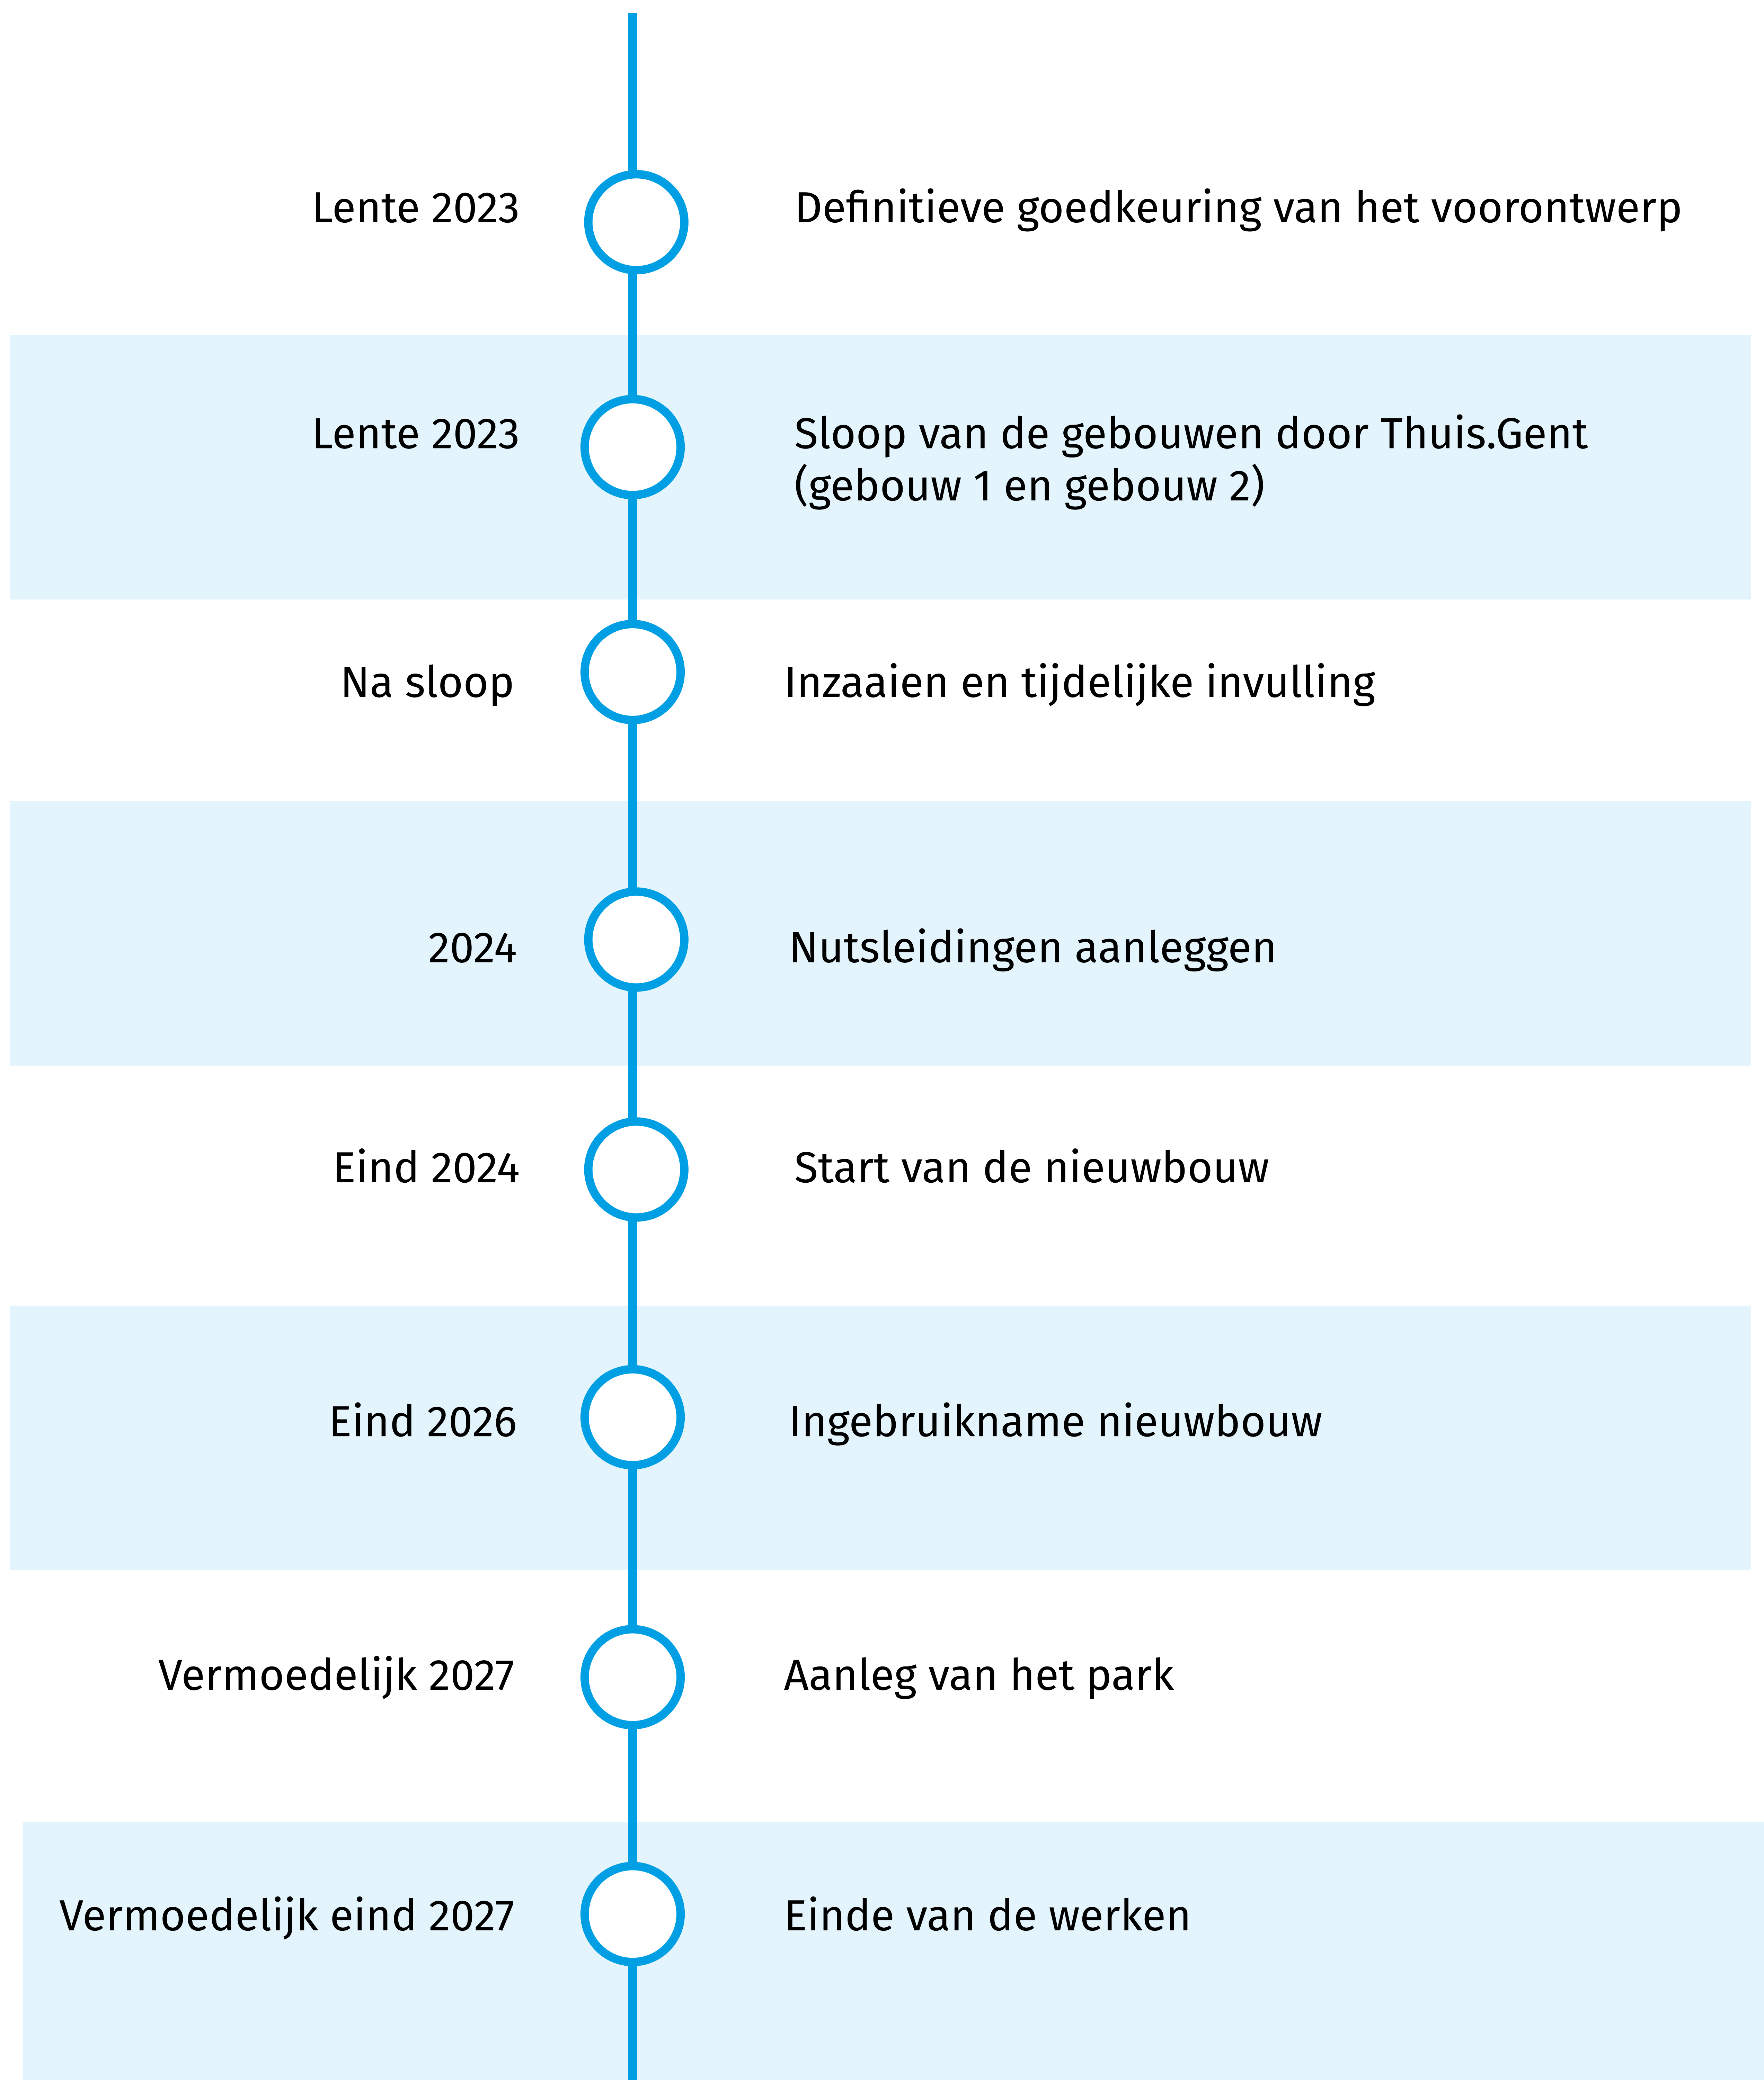 Lente 2023
Definitieve goedkeuring van het voorontwerp
Lente 2023
Sloop van de gebouwen door Thuis.Gent
(gebouw 1 en gebouw 2)
Na sloop
Inzaaien en tijdelijke invulling
2024
Nutsleidingen aanleggen
Eind 2024
Start van de nieuwbouw
Eind 2026
Ingebruikname nieuwbouw
Vermoedelijk 2027
Aanleg van het park
Vermoedelijk eind 2027
Einde van de werken